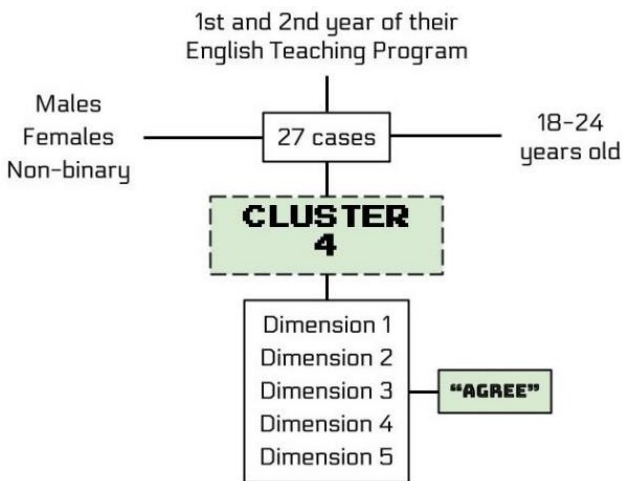 1st and 2nd year of their
English Teaching Program
Males
Females
Non-binary
27 cases
18-24
years old
CLUSTER
4
Dimension 1
Dimension 2
Dimension 3
Dimension 4
Dimension 5
“AGREE”